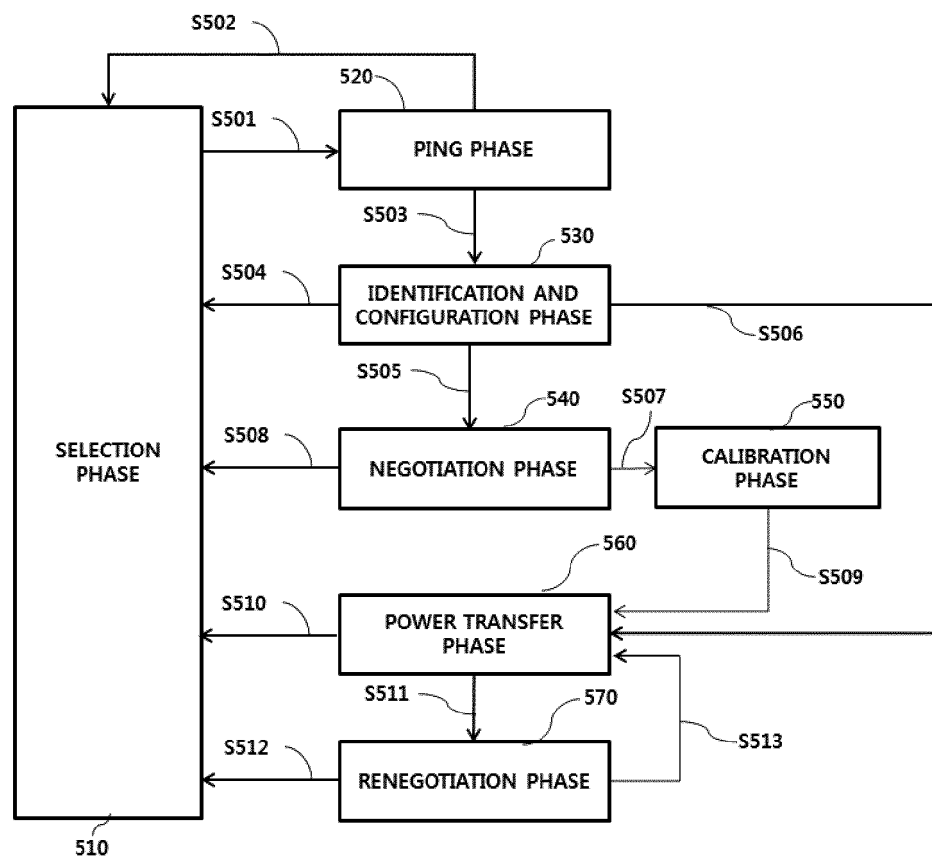 S502
520
S501
PING PHASE
S503
530
S504
IDENTIFICATION AND
CONFIGURATION PHASE
S506
S505
540
S507
550
S508
SELECTION
PHASE
NEGOTIATION PHASE
CALIBRATION
PHASE
560
S509
S510
POWER TRANSFER
PHASE
S511
570
S512
S513
RENEGOTIATION PHASE
510